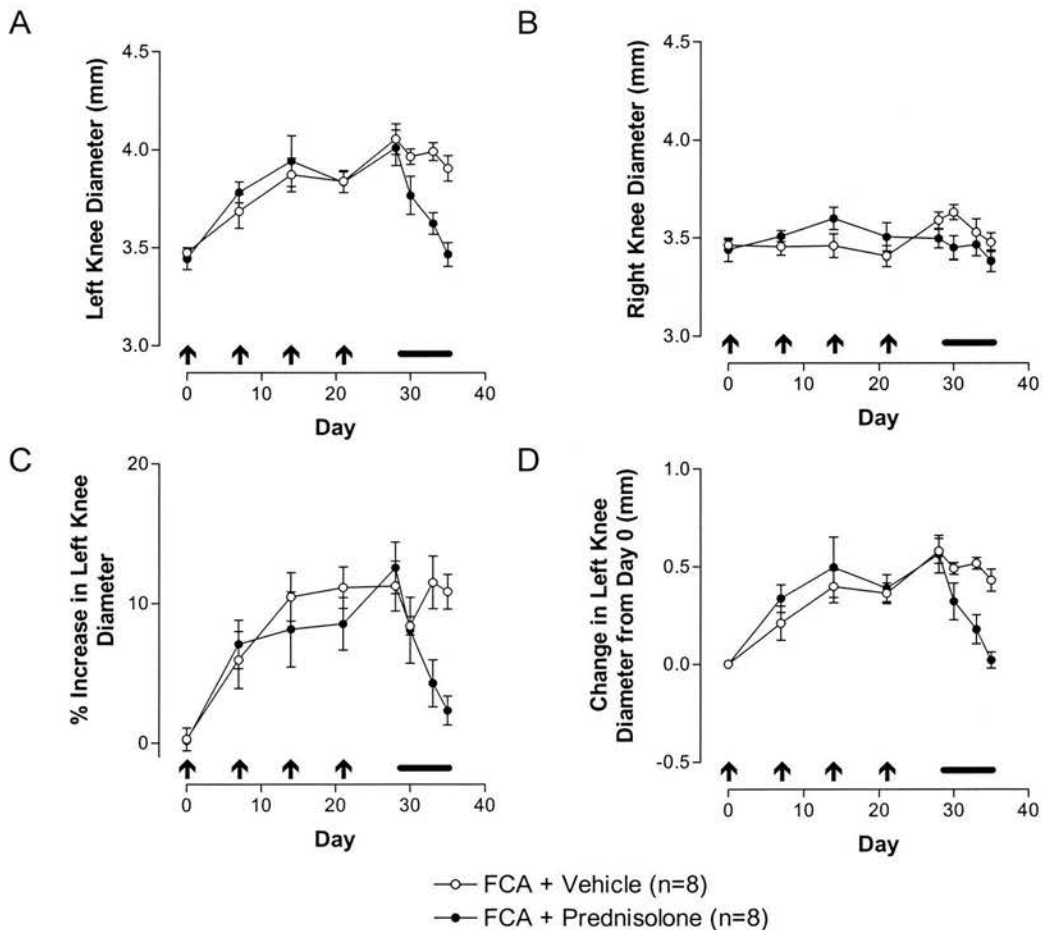 A
Left Knee Diameter (mm)
4.5
4.0
3.5
3.0
0
10
20
30
40
Day
B
Right Knee Diameter (mm)
4.5
4.0
3.5
3.0
0
10
20
30
40
Day
C
% Increase in Left Knee
Diameter
20
10
0
0
10
20
30
40
Day
D
Change in Left Knee
Diameter from Day 0 (mm)
1.0
0.5
0.0
-0.5
0
10
20
30
40
Day
FCA + Vehicle (n=8)
FCA + Prednisolone (n=8)